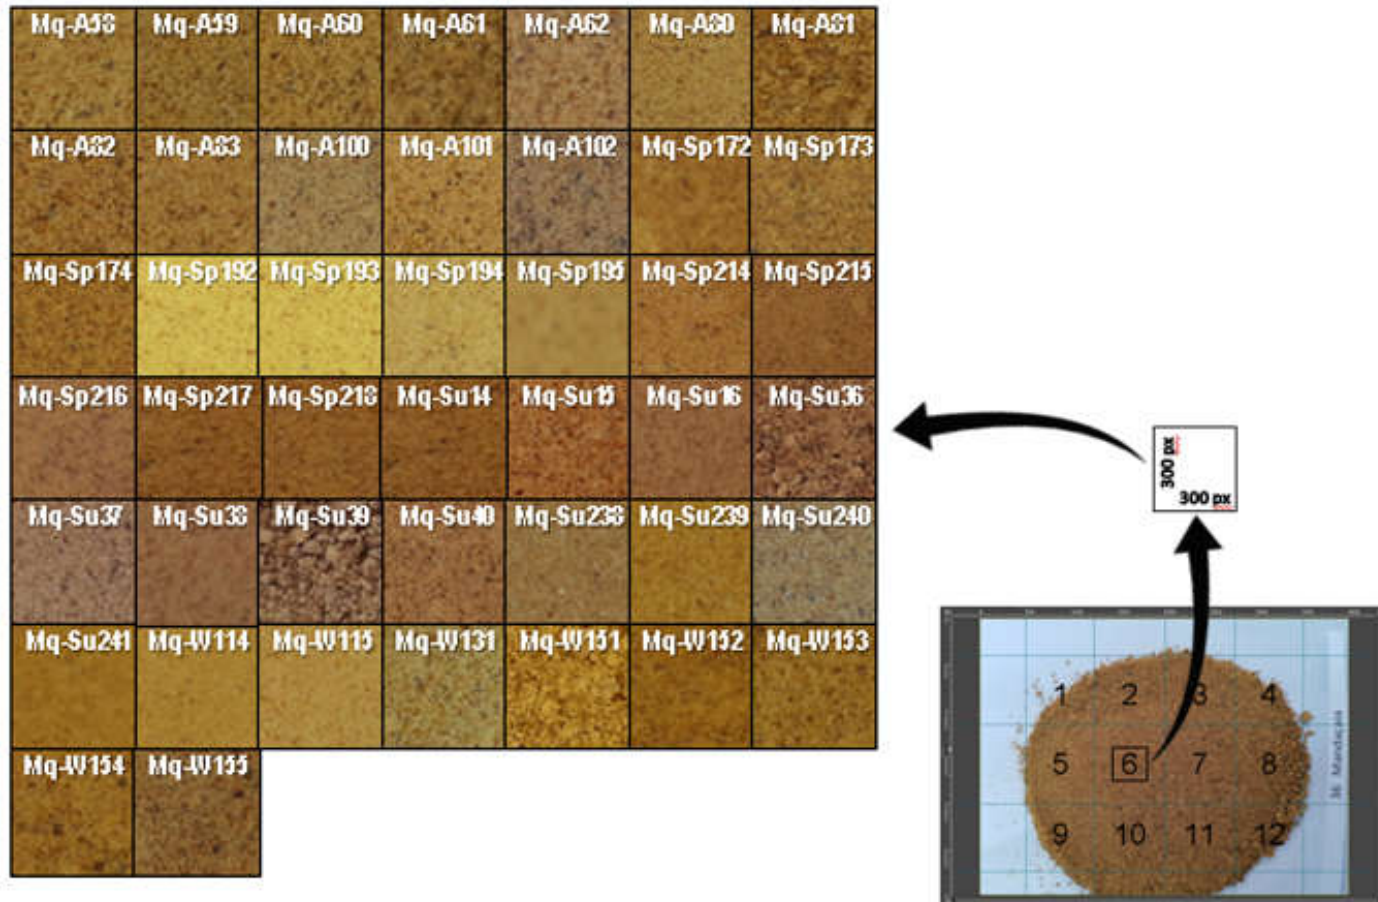 Mq-A58 Mq-A59 Mq-A60 Mq-A61 Mq-A62 Mq-A80 Mq-A81
Mq-A82 Mq-A83 Mq-A100 Mq-A101 Mq-A102 Mq-Sp172 Mq-Sp173
Mq-Sp174 Mq-Sp192 Mq-Sp193 Mq-Sp194 Mq-Sp195 Mq-Sp214 Mq-Sp215
Mq-Sp216 Mq-Sp217 Mq-Sp218 Mq-Su14 Mq-Su15 Mq-Su16 Mq-Su36
Mq-Su37 Mq-Su38 Mq-Su39 Mq-Su40 Mq-Su238 Mq-Su239 Mq-Su240
Mq-Su241 Mq-W114 Mq-W115 Mq-W131 Mq-W151 Mq-W152 Mq-W153
Mq-W154 Mq-W155
300 px
300 px
1 2 3 4
5 6 7 8
9 10 11 12
36 Mandaçaia